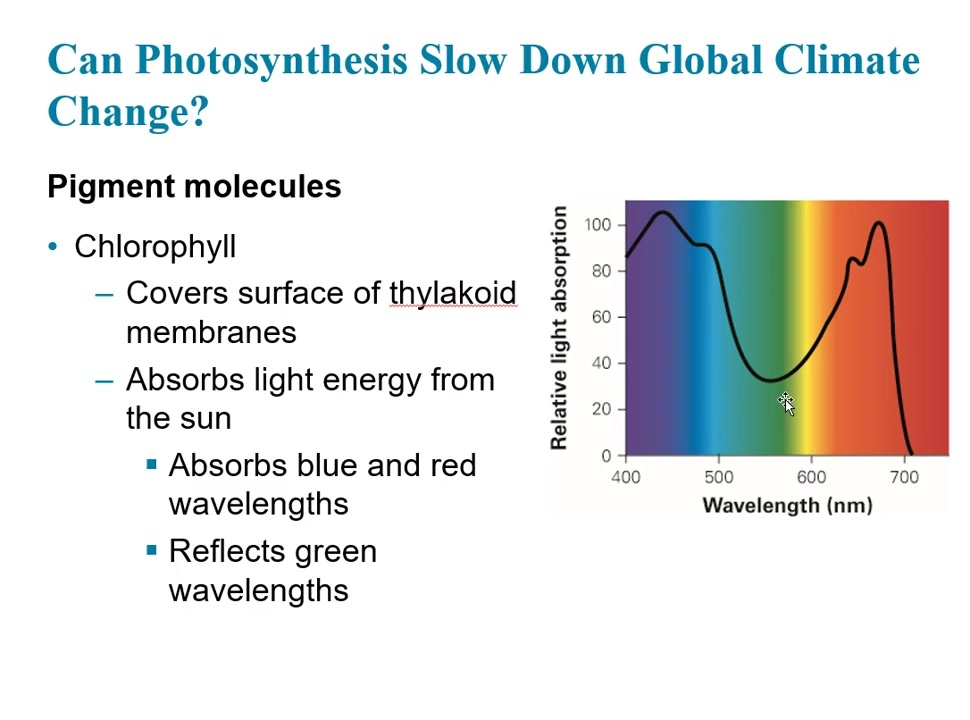 Can Photosynthesis Slow Down Global Climate
Change?
Pigment molecules
• Chlorophyll
– Covers surface of thylakoid
membranes
– Absorbs light energy from
the sun
▪ Absorbs blue and red
wavelengths
▪ Reflects green
wavelengths
Relative light absorption
100
80
60
40
20
0
400 500 600 700
Wavelength (nm)